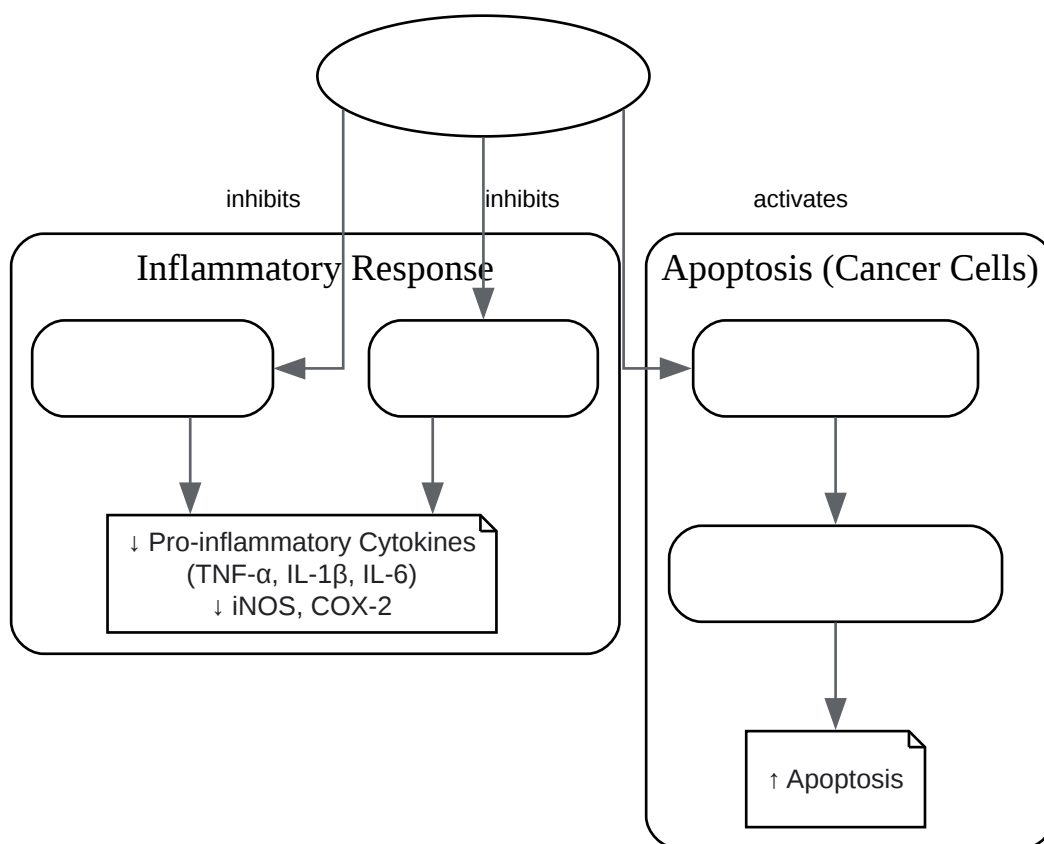 inhibits
inhibits
activates
Inflammatory Response
Apoptosis (Cancer Cells)
↓ Pro-inflammatory Cytokines
(TNF-α, IL-1β, IL-6)
↓ iNOS, COX-2
↑ Apoptosis